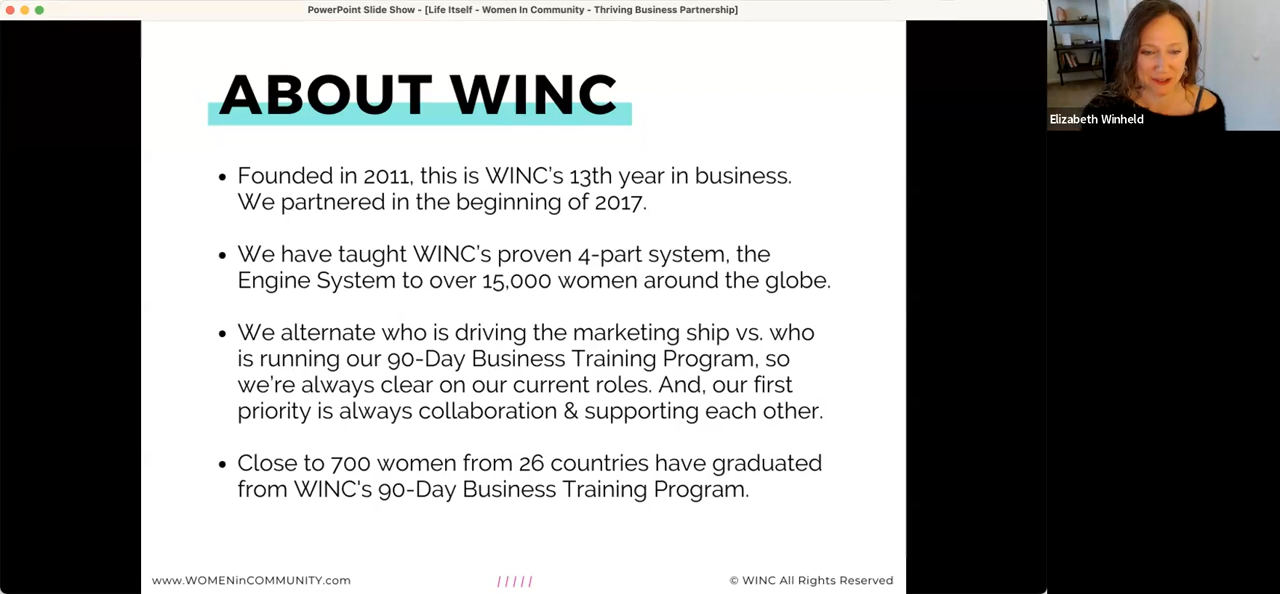 PowerPoint Slide Show - [Life Itself - Women In Community - Thriving Business Partnership]
ABOUT WINC
• Founded in 2011, this is WINC's 13th year in business.
We partnered in the beginning of 2017.
• We have taught WINC's proven 4-part system, the
Engine System to over 15,000 women around the globe.
• We alternate who is driving the marketing ship vs. who
is running our 90-Day Business Training Program, so
we're always clear on our current roles. And, our first
priority is always collaboration & supporting each other.
• Close to 700 women from 26 countries have graduated
from WINC's 90-Day Business Training Program.
www.WOMENinCOMMUNITY.com
/ / / / /
© WINC All Rights Reserved
Elizabeth Winheld